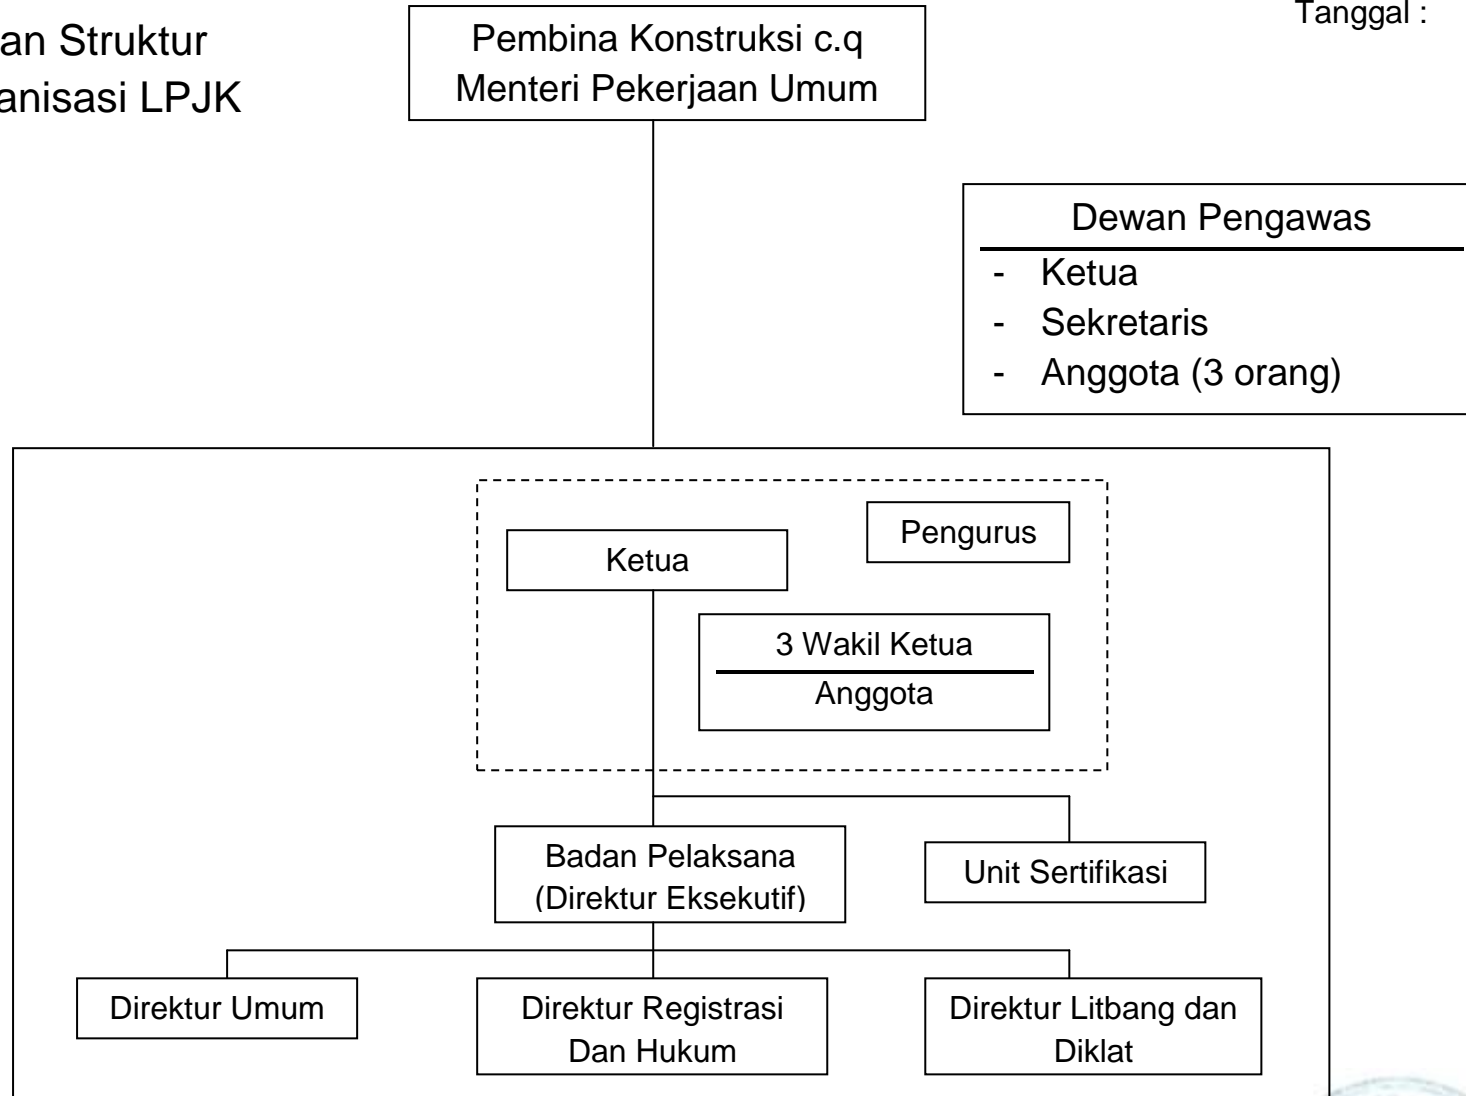 an Struktur
anisasi LPJK
Pembina Konstruksi c.q
Menteri Pekerjaan Umum
Tanggal :
Dewan Pengawas
- Ketua
- Sekretaris
- Anggota (3 orang)
Pengurus
Ketua
3 Wakil Ketua
Anggota
Badan Pelaksana
(Direktur Eksekutif)
Unit Sertifikasi
Direktur Umum
Direktur Registrasi
Dan Hukum
Direktur Litbang dan
Diklat